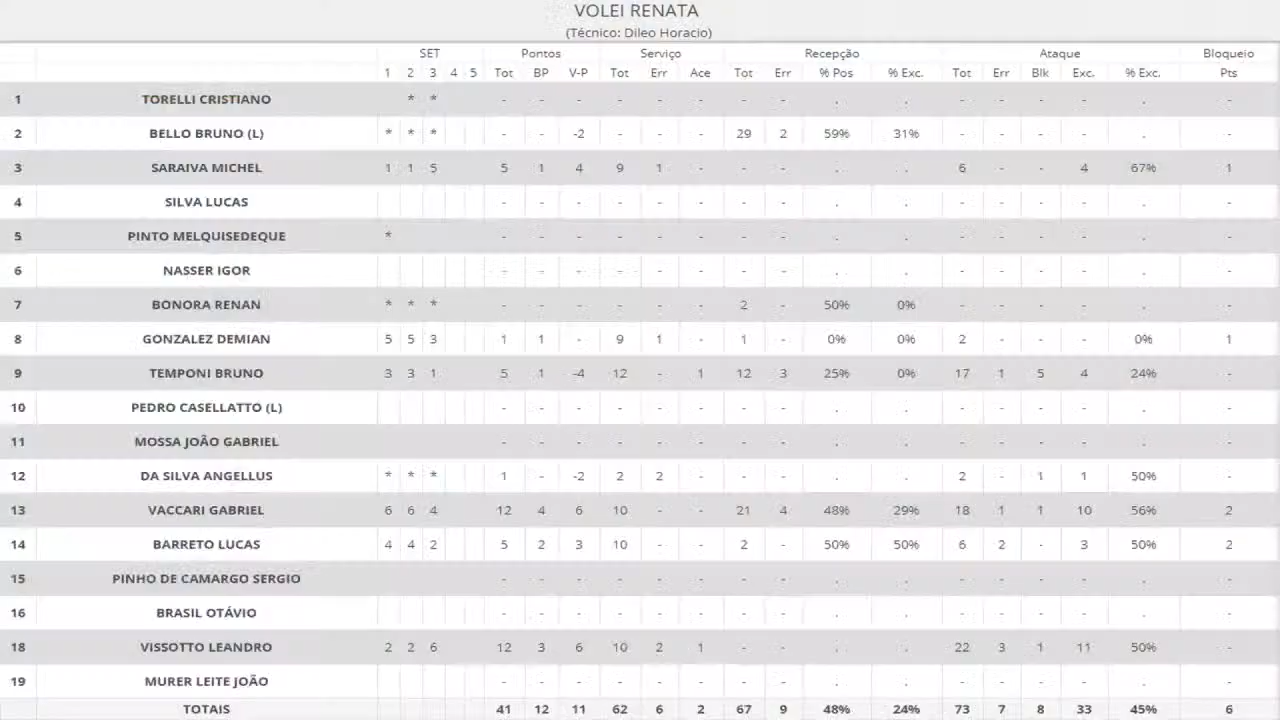 VOLEI RENATA
(Técnico: Dileo Horacio)
SET Pontos Serviço Recepção Ataque Bloqueio
1 2 3 4 5 Tot BP V-P Tot Err Ace Tot Err % Pos % Exc. Tot Err Blk Exc. % Exc. Pts
1 TORELLI CRISTIANO * * - - - - - - - - . . - - - - . -
2 BELLO BRUNO (L) * * * - - -2 - - - 29 2 59% 31% - - - - . -
3 SARAIVA MICHEL 1 1 5 5 1 4 9 1 - - - . . 6 - - 4 67% 1
4 SILVA LUCAS - - - - - - - - . . - - - - . -
5 PINTO MELQUISEDEQUE * - - - - - - - - . . - - - - . -
6 NASSER IGOR - - - - - - - - . . - - - - . -
7 BONORA RENAN * * * - - - - - - 2 - 50% 0% - - - - . -
8 GONZALEZ DEMIAN 5 5 3 1 1 - 9 1 - 1 - 0% 0% 2 - - - 0% 1
9 TEMPONI BRUNO 3 3 1 5 1 -4 12 - 1 12 3 25% 0% 17 1 5 4 24% -
10 PEDRO CASELLATTO (L) - - - - - - - - . . - - - - . -
11 MOSSA JOÃO GABRIEL - - - - - - - - . . - - - - . -
12 DA SILVA ANGELLUS * * * 1 - -2 2 2 - - - . . 2 - 1 1 50% -
13 VACCARI GABRIEL 6 6 4 12 4 6 10 - - 21 4 48% 29% 18 1 1 10 56% 2
14 BARRETO LUCAS 4 4 2 5 2 3 10 - - 2 - 50% 50% 6 2 - 3 50% 2
15 PINHO DE CAMARGO SERGIO - - - - - - - - . . - - - - . -
16 BRASIL OTÁVIO - - - - - - - - . . - - - - . -
18 VISSOTTO LEANDRO 2 2 6 12 3 6 10 2 1 - - . . 22 3 1 11 50% -
19 MURER LEITE JOÃO - - - - - - - - . . - - - - . -
TOTAIS 41 12 11 62 6 2 67 9 48% 24% 73 7 8 33 45% 6